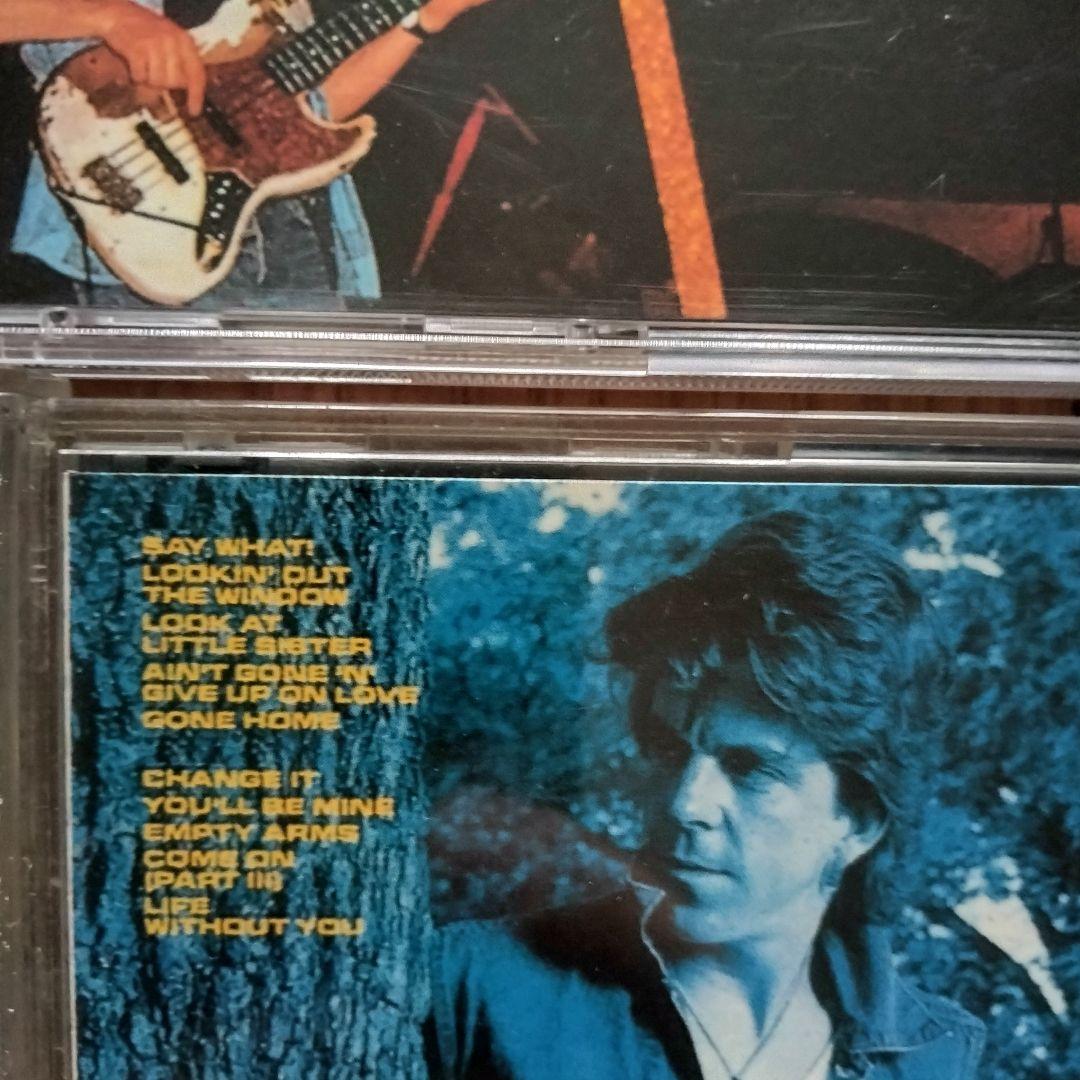 SAY WHAT!
LOOKIN' OUT
THE WINDOW
LOOK AT
LITTLE SISTER
AIN'T GONE 'N'
GIVE UP ON LOVE
GONE HOME
CHANGE IT
YOU'LL BE MINE
EMPTY ARMS
COME ON
(PART III)
LIFE
WITHOUT YOU